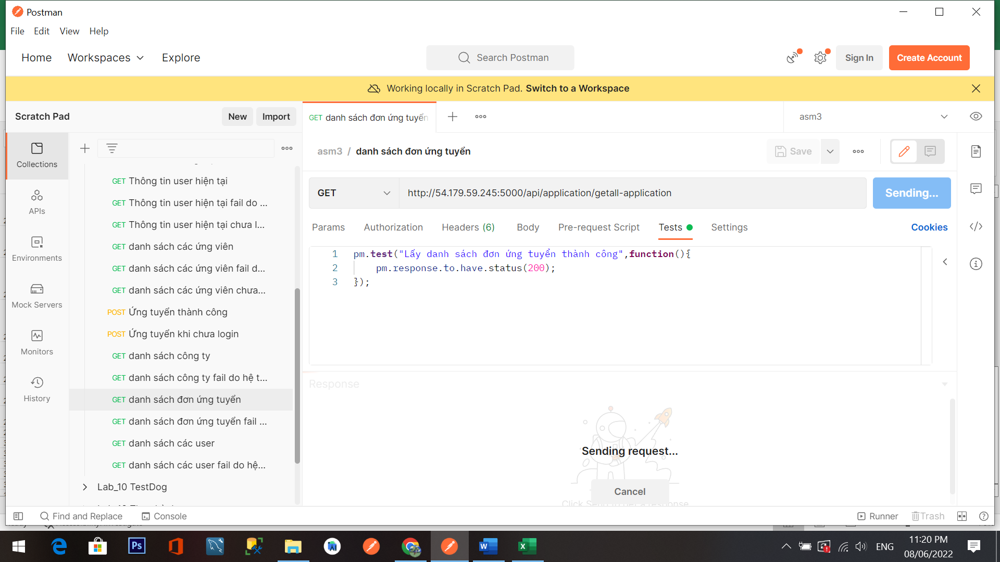 Postman
File Edit View Help
Home Workspaces Explore
Search Postman
Sign In
Create Account
Working locally in Scratch Pad. Switch to a Workspace
Scratch Pad
New
Import
GET danh sách đơn ứng tuyển
asm3
Collections
APIs
Environments
Mock Servers
Monitors
History
GET Thông tin user hiện tại
GET Thông tin user hiện tại fail do ...
GET Thông tin user hiện tại chưa l...
GET danh sách các ứng viên
GET danh sách các ứng viên fail d...
GET danh sách các ứng viên chưa...
POST Ứng tuyển thành công
POST Ứng tuyển khi chưa login
GET danh sách công ty
GET danh sách công ty fail do hệ t...
GET danh sách đơn ứng tuyển
GET danh sách đơn ứng tuyển fail ...
GET danh sách các user
GET danh sách các user fail do hệ...
Lab_10 TestDog
asm3 / danh sách đơn ứng tuyển
Save
GET
http://54.179.59.245:5000/api/application/getall-application
Sending...
Params Authorization Headers (6) Body Pre-request Script Tests Settings
Cookies
1 pm.test("Lấy danh sách đơn ứng tuyển thành công",function(){
2 pm.response.to.have.status(200);
3 });
Response
Sending request...
Cancel
Find and Replace
Console
Runner
Trash
Ps
W
X
ENG
11:20 PM
08/06/2022